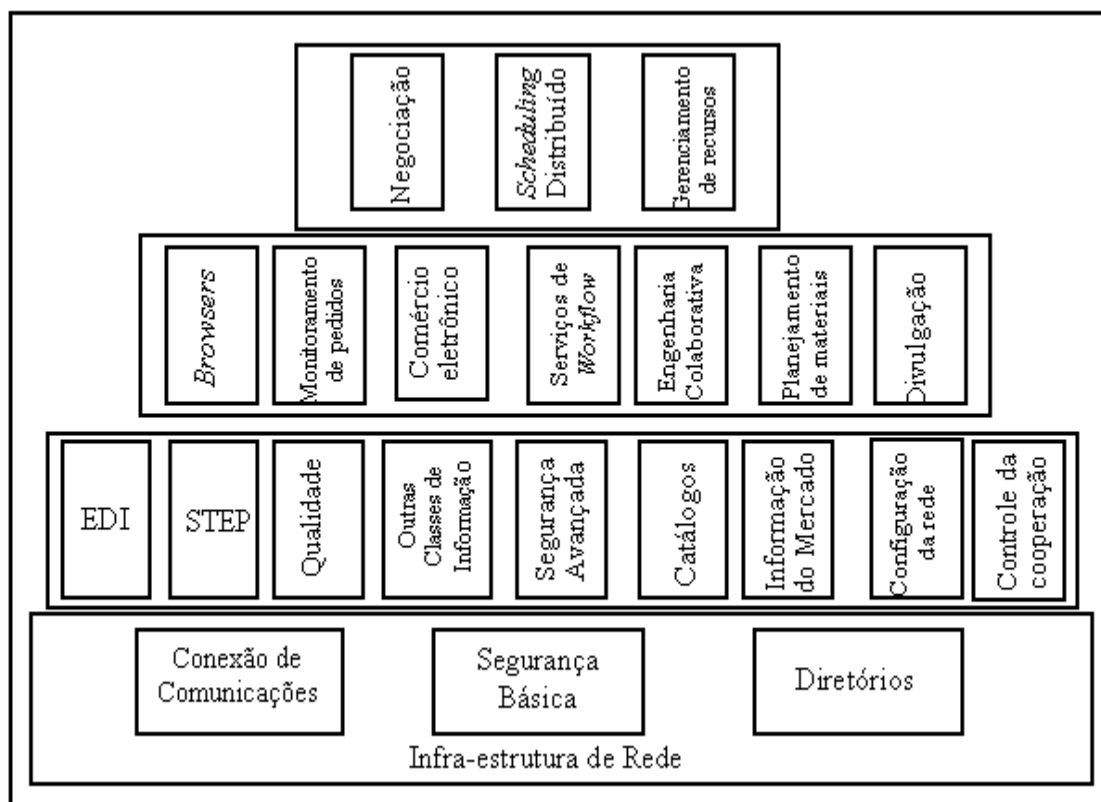 Negociação
Scheduling
Distribuído
Gerenciamento
de recursos
Browsers
Monitoramento
de pedidos
Comércio
eletrônico
Serviços de
Workflow
Engenharia
Colaborativa
Planejamento
de materiais
Divulgação
EDI
STEP
Qualidade
Outras
Classes de
Informação
Segurança
Avançada
Catálogos
Informação
do Mercado
Configuração
da rede
Controle da
cooperação
Conexão de
Comunicações
Segurança
Básica
Diretórios
Infra-estrutura de Rede